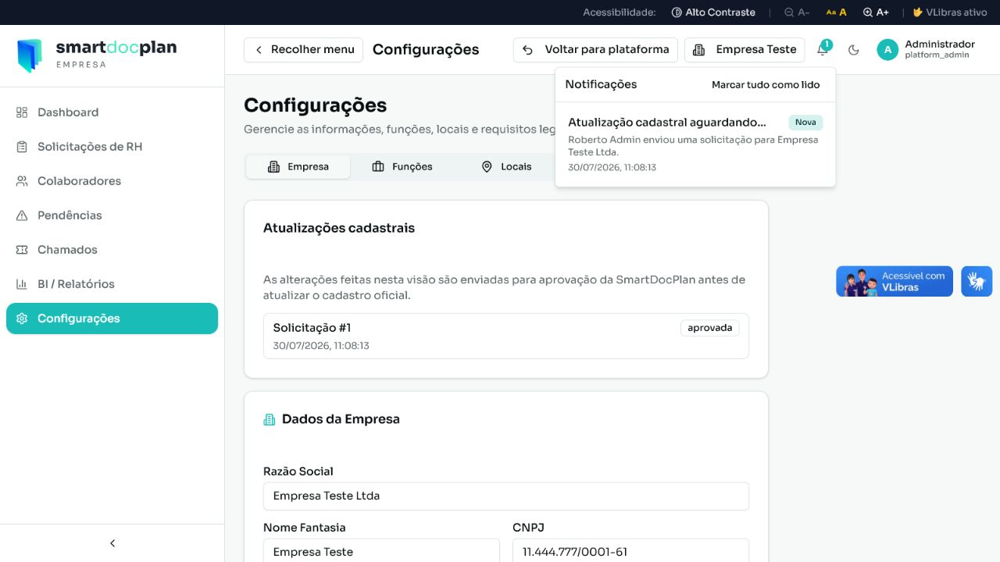 Acessibilidade:
Alto Contraste
A-
Aa A
A+
VLibras ativo
smartdocplan
EMPRESA
Recolher menu
Configurações
Voltar para plataforma
Empresa Teste
1
A
Administrador
platform_admin
Dashboard
Solicitações de RH
Colaboradores
Pendências
Chamados
BI / Relatórios
Configurações
Configurações
Gerencie as informações, funções, locais e requisitos leg
Empresa
Funções
Locais
Notificações
Marcar tudo como lido
Atualização cadastral aguardando...
Nova
Roberto Admin enviou uma solicitação para Empresa
Teste Ltda.
30/07/2026, 11:08:13
Atualizações cadastrais
As alterações feitas nesta visão são enviadas para aprovação da SmartDocPlan antes de
atualizar o cadastro oficial.
Solicitação #1
aprovada
30/07/2026, 11:08:13
Acessível com
VLibras
Dados da Empresa
Razão Social
Empresa Teste Ltda
Nome Fantasia
CNPJ
Empresa Teste
11.444.777/0001-61